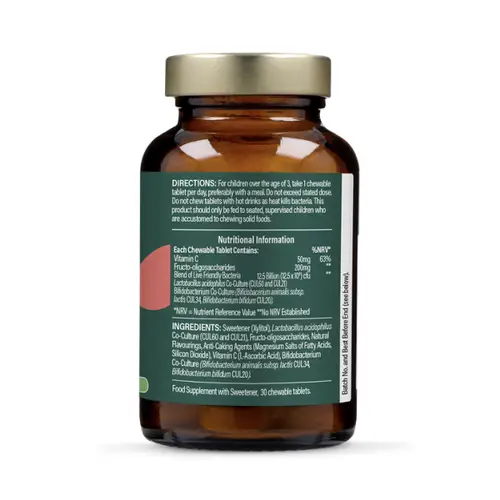 DIRECTIONS: For children over the age of 3, take 1 chewable
tablet per day, preferably with a meal. Do not exceed stated dose.
Do not chew tablets with hot drinks as heat kills bacteria. This
product should only be fed to seated, supervised children who
are accustomed to chewing solid foods.
Nutritional Information
Each Chewable Tablet Contains: %NRV*
Vitamin C 50mg 63%
Fructo-oligosaccharides 200mg **
Blend of Live Friendly Bacteria 12.5 Billion (12.5 x 10⁹) cfu **
Lactobacillus acidophilus Co-Culture (CUL60 and CUL21)
Bifidobacterium Co-Culture (Bifidobacterium animalis subsp.
lactis CUL34, Bifidobacterium bifidum CUL20).
*NRV = Nutrient Reference Value **No NRV Established
INGREDIENTS: Sweetener (Xylitol), Lactobacillus acidophilus
Co-Culture (CUL60 and CUL21), Fructo-oligosaccharides, Natural
Flavourings, Anti-Caking Agents (Magnesium Salts of Fatty Acids,
Silicon Dioxide), Vitamin C (L-Ascorbic Acid), Bifidobacterium
Co-Culture (Bifidobacterium animalis subsp. lactis CUL34,
Bifidobacterium bifidum CUL20).
Food Supplement with Sweetener, 30 chewable tablets.
Batch No. and Best Before End (see below).